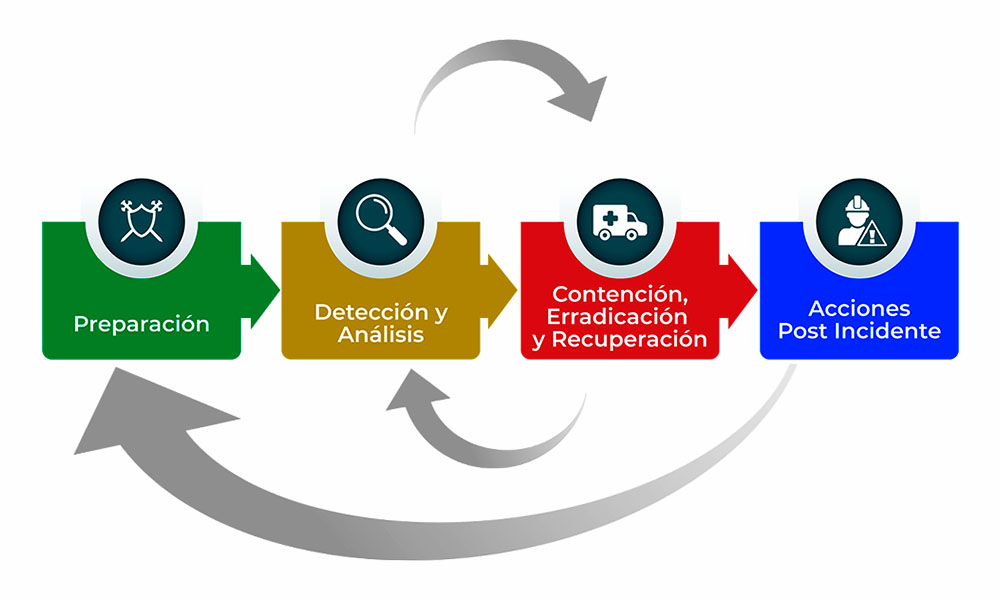 Preparación
Detección y
Análisis
Contención,
Erradicación
y Recuperación
Acciones
Post Incidente